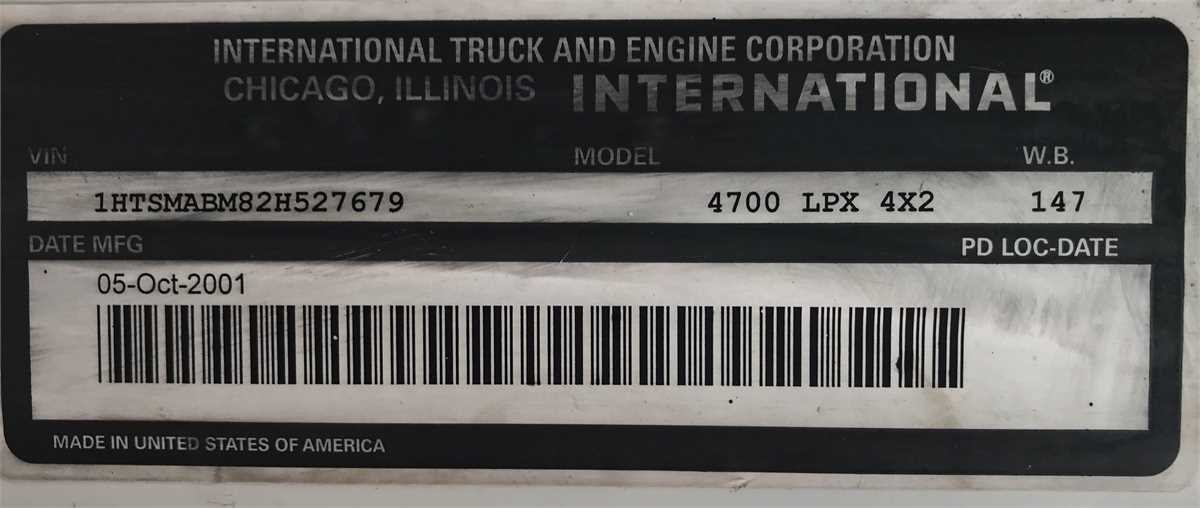 INTERNATIONAL TRUCK AND ENGINE CORPORATION
CHICAGO, ILLINOIS INTERNATIONAL®
VIN MODEL W.B.
1HTSMABM82H527679 4700 LPX 4X2 147
DATE MFG PD LOC-DATE
05-Oct-2001
MADE IN UNITED STATES OF AMERICA